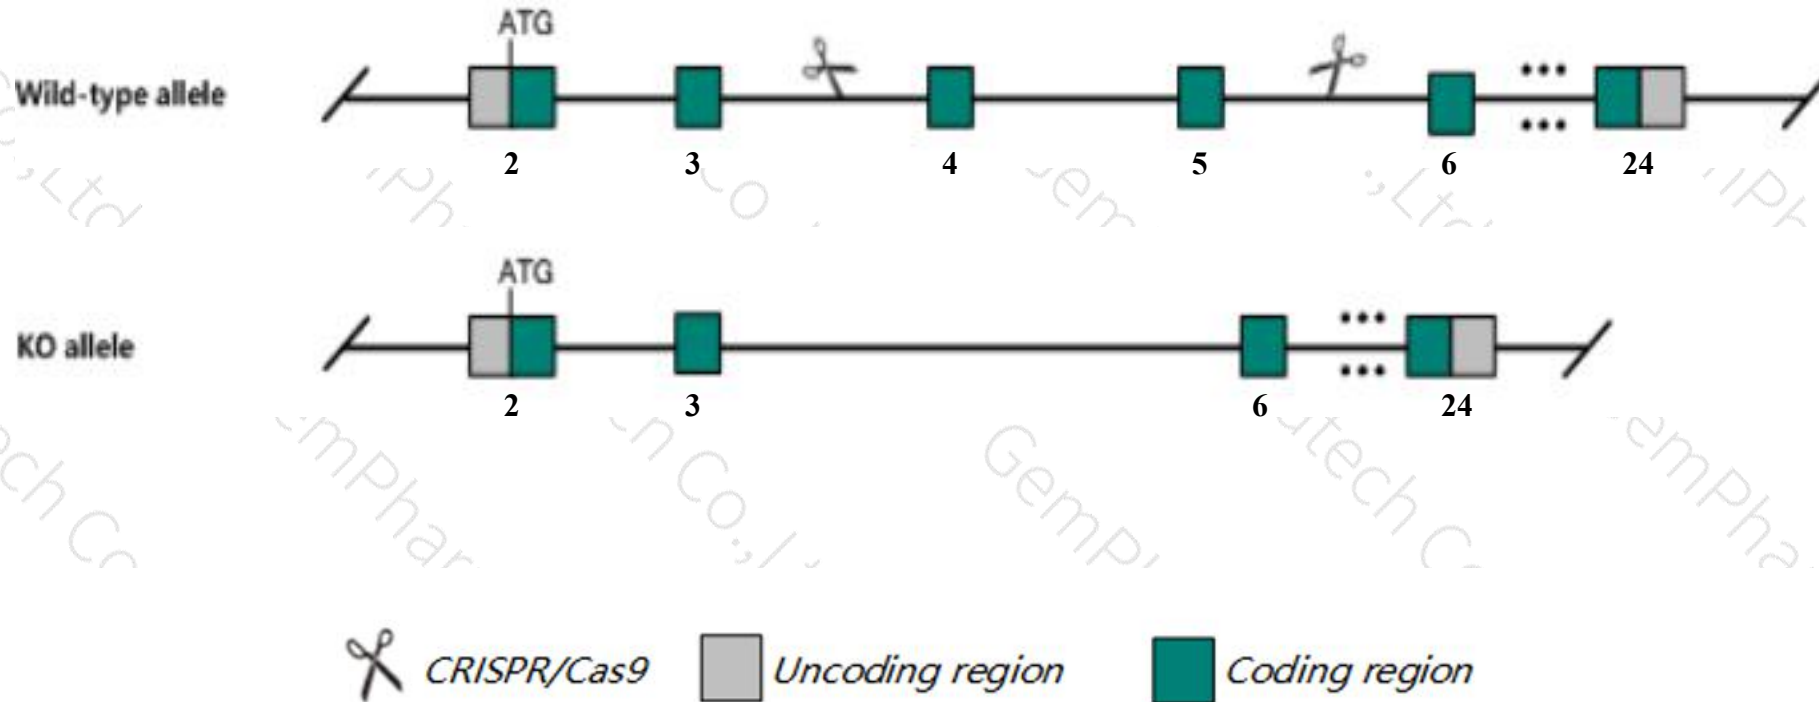 ATG
Wild-type allele
2 3 4 5 6 24
ATG
KO allele
2 3 6 24
CRISPR/Cas9 Uncoding region Coding region